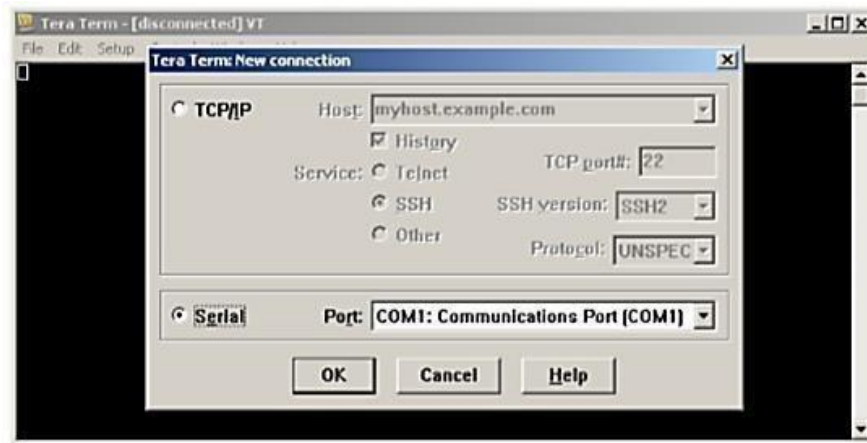 Tera Term - [disconnected] VT
File Edit Setup
Tera Term: New connection
TCP/IP Host: myhost.example.com
History
Service: Telnet TCP port#: 22
SSH SSH version: SSH2
Other Protocol: UNSPEC
Serial Port: COM1: Communications Port (COM1)
OK Cancel Help